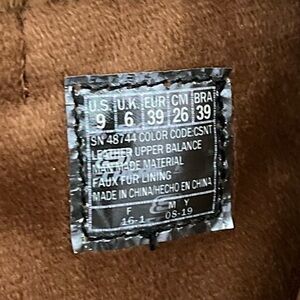 U.S. U.K. EUR CM BRA
9 6 39 26 39
SN 48744 COLOR CODE:CSNT
LEATHER UPPER BALANCE
MAN MADE MATERIAL
FAUX FUR LINING
MADE IN CHINA/HECHO EN CHINA
F M Y
16-1 08-19